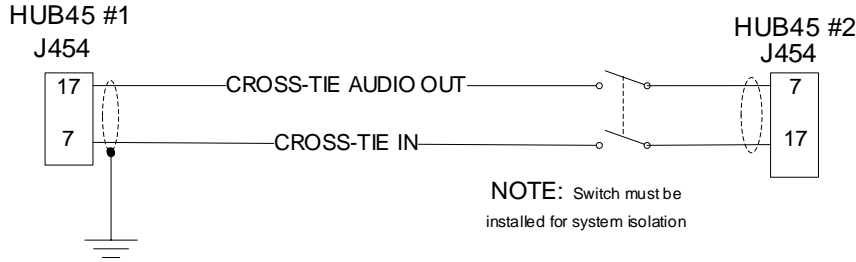 HUB45 #1
J454
HUB45 #2
J454
17
CROSS-TIE AUDIO OUT
7
7
CROSS-TIE IN
17
NOTE: Switch must be
installed for system isolation